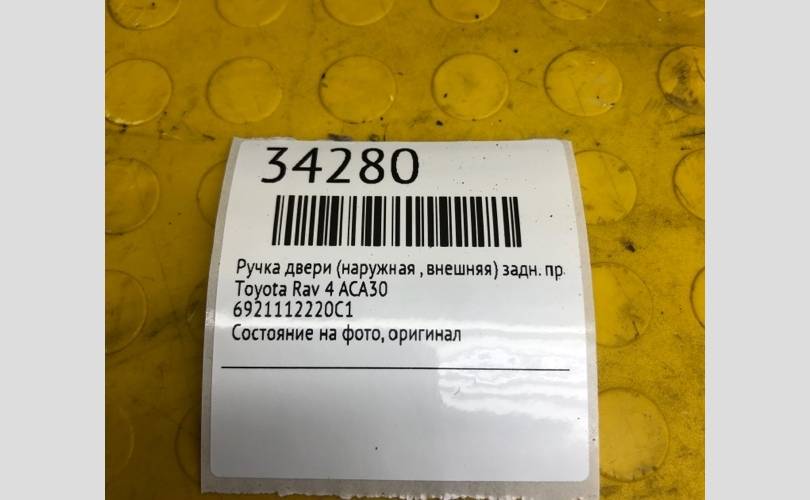 34280
Ручка двери (наружная , внешняя) задн. пр
Toyota Rav 4 ACA30
6921112220C1
Состояние на фото, оригинал